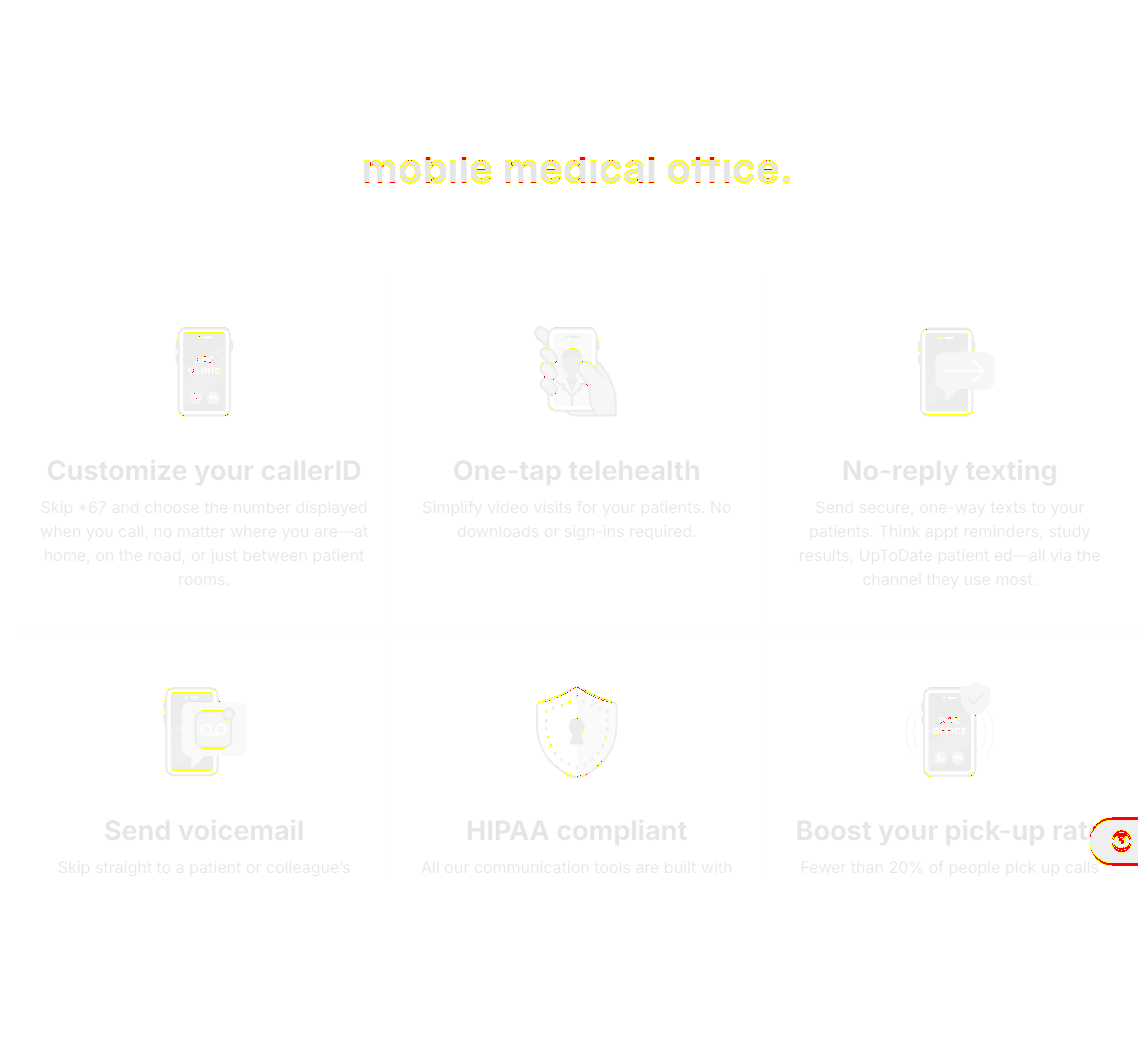 mobile medical office.
CLINIC
Customize your callerID
One-tap telehealth
No-reply texting
Skip *67 and choose the number displayed
when you call, no matter where you are—at
home, on the road, or just between patient
rooms.
Simplify video visits for your patients. No
downloads or sign-ins required.
Send secure, one-way texts to your
patients. Think appt reminders, study
results, UpToDate patient ed—all via the
channel they use most.
Send voicemail
HIPAA compliant
Boost your pick-up rat
Skip straight to a patient or colleague's
All our communication tools are built with
Fewer than 20% of people pick up calls